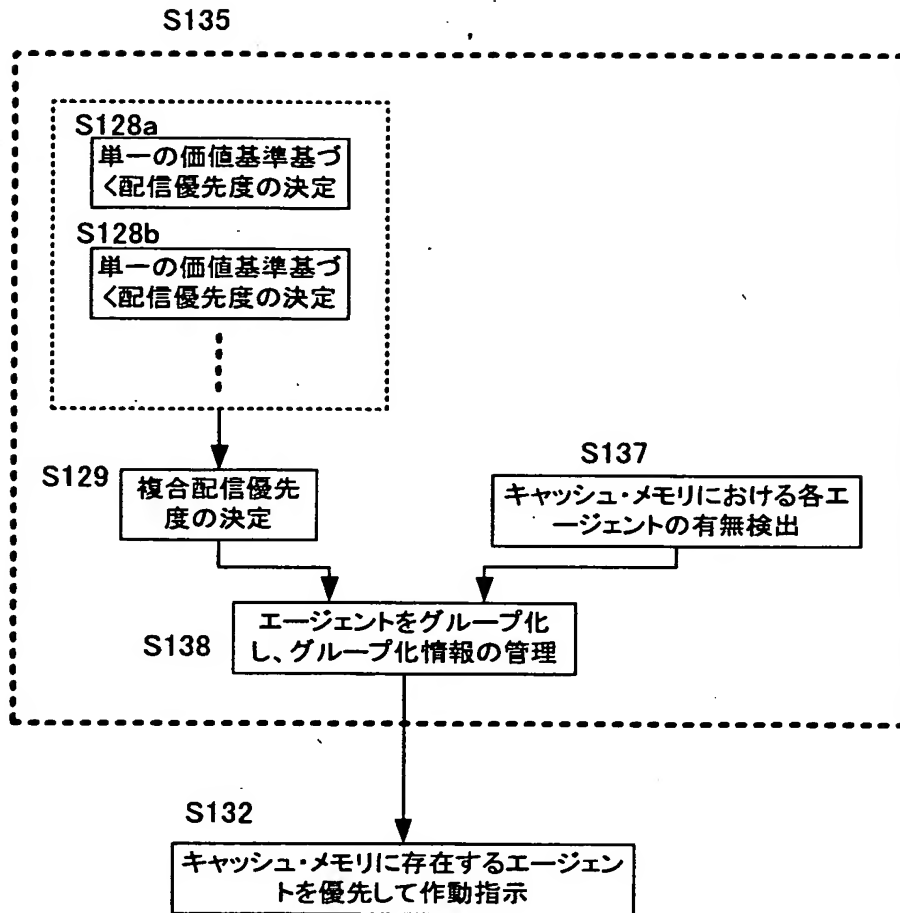 S135
S128a
単一の価値基準基づ
く配信優先度の決定
S128b
単一の価値基準基づ
く配信優先度の決定
S129
複合配信優先
度の決定
S137
キャッシュ・メモリにおける各エ
ージェントの有無検出
S138
エージェントをグループ化
し、グループ化情報の管理
S132
キャッシュ・メモリに存在するエージェン
トを優先して作動指示